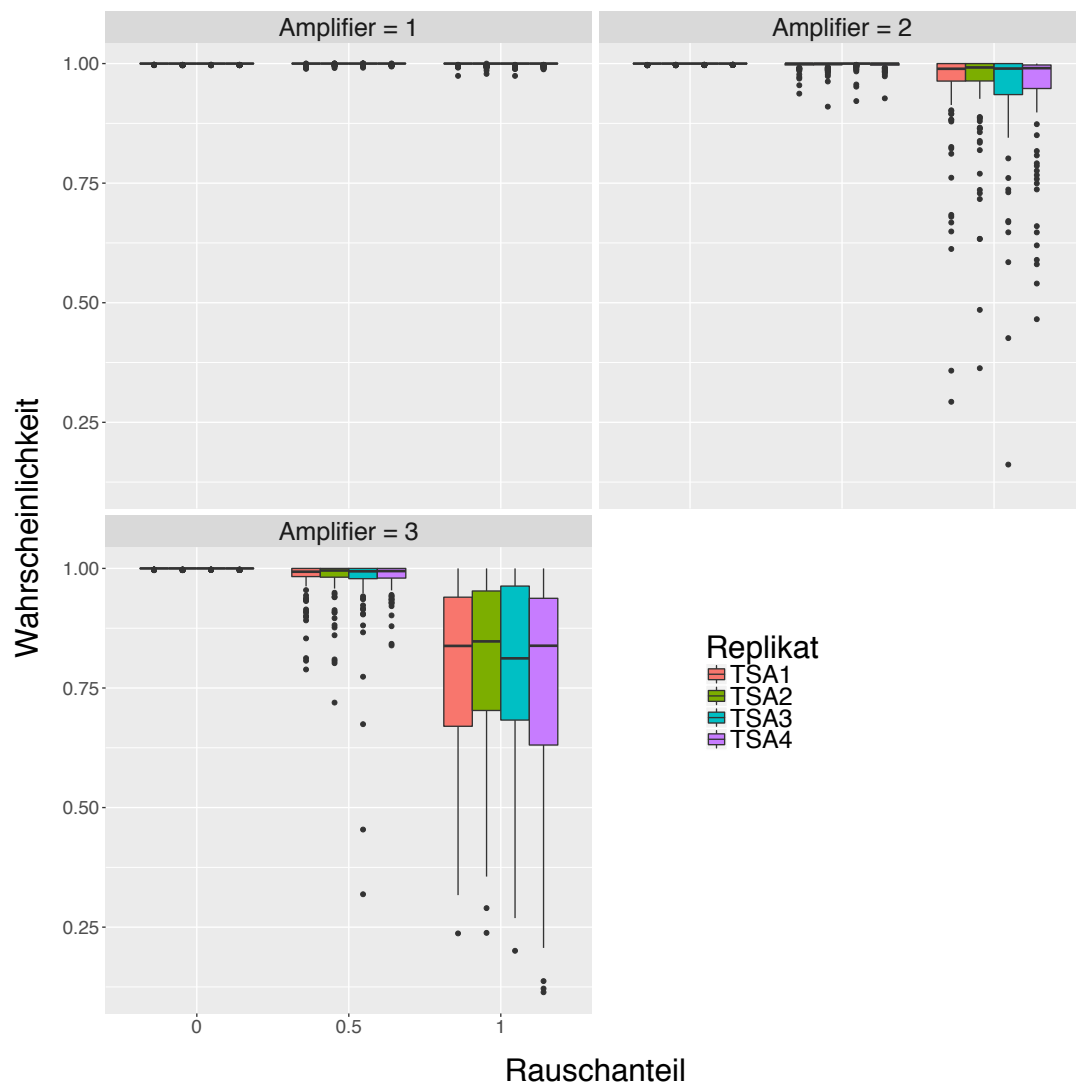 Amplifier = 1
Amplifier = 2
1.00
0.75
0.50
0.25
Amplifier = 3
1.00
0.75
0.50
0.25
0
0.5
1
Wahrscheinlichkeit
Rauschanteil
Replikat
TSA1
TSA2
TSA3
TSA4